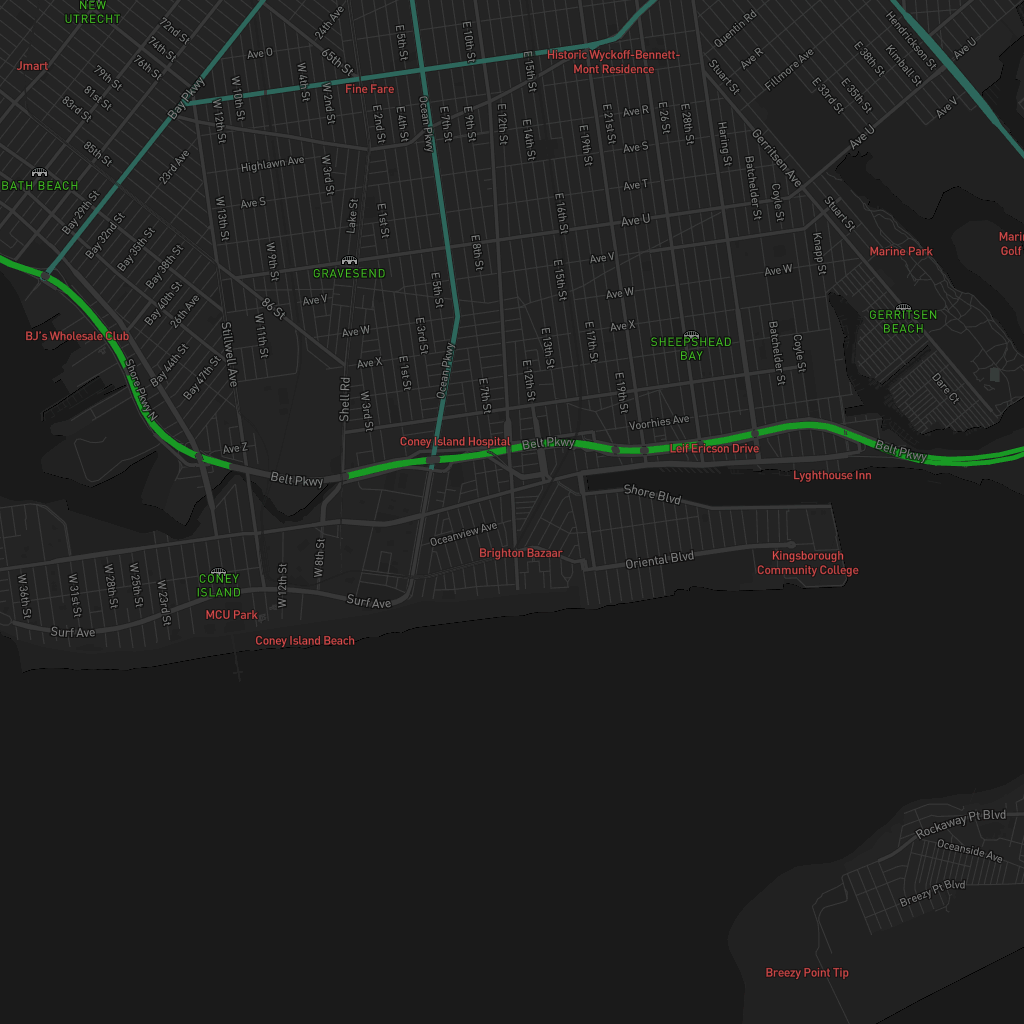 NEW
UTRECHT
72nd St
74th St
76th St
79th St
81st St
83rd St
85th St
Jmart
Bay Pkwy
Ave O
24th Ave
65th St
E 5th St
E 10th St
E 15th St
Historic Wyckoff-Bennett-
Mont Residence
Quentin Rd
Ave R
Fillmore Ave
Stuart St
E 38th St
Hendrickson St
Kimball St
Ave U
E 35th St
E 33rd St
Ave V
Ave U
W 10th St
W 12th St
W 4th St
W 2nd St
Fine Fare
E 2nd St
E 4th St
Ocean Pkwy
E 7th St
E 9th St
E 12th St
E 14th St
E 19th St
E 21st St
Ave R
E 26 St
E 28th St
Haring St
Gerritsen Ave
BATH BEACH
23rd Ave
Highlawn Ave
W 3rd St
Ave S
Batchelder St
Coyle St
Stuart St
Bay 29th St
Bay 32nd St
Bay 35th St
Bay 38th St
Bay 40th St
26th Ave
Bay 44th St
Bay 47th St
W 13th St
Ave S
Lake St
E 1st St
E 8th St
E 16th St
Ave T
Ave U
Knapp St
Marine Park
Marin
Golf
W 9th St
GRAVESEND
E 5th St
E 15th St
Ave V
Ave W
Ave W
86 St
Ave V
W 11th St
Stillwell Ave
Ave W
Ave X
E 3rd St
E 1st St
Ave X
E 17th St
E 13th St
SHEEPSHEAD
BAY
GERRITSEN
BEACH
Batchelder St
Coyle St
BJ's Wholesale Club
Shore Pkwy N
Shell Rd
W 3rd St
Ocean Pkwy
E 7th St
E 12th St
E 19th St
Dare Ct
Voorhies Ave
Ave Z
Coney Island Hospital
Belt Pkwy
Leif Ericson Drive
Belt Pkwy
Belt Pkwy
Lyghthouse Inn
Shore Blvd
Oceanview Ave
Brighton Bazaar
Oriental Blvd
Kingsborough
Community College
W 8th St
W 36th St
W 31st St
W 28th St
W 25th St
W 23rd St
CONEY
ISLAND
W 12th St
Surf Ave
MCU Park
Surf Ave
Coney Island Beach
Rockaway Pt Blvd
Oceanside Ave
Breezy Pt Blvd
Breezy Point Tip